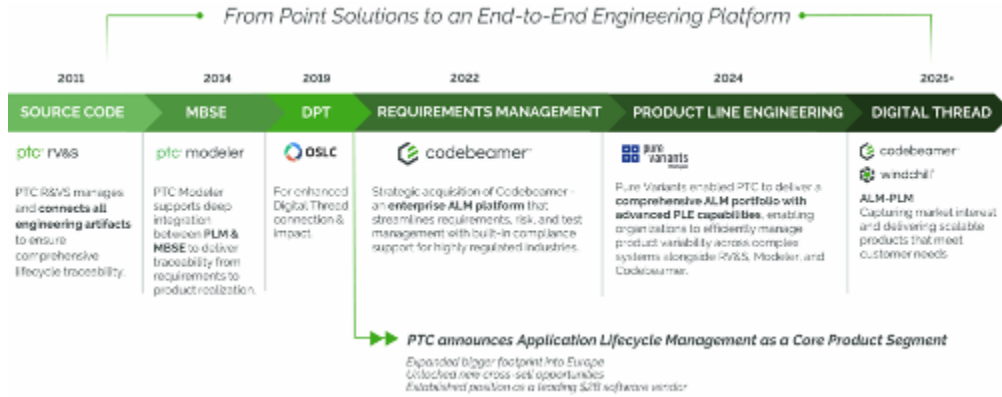 From Point Solutions to an End-to-End Engineering Platform
2011
2014
2019
2022
2024
2025+
SOURCE CODE
MBSE
DPT
REQUIREMENTS MANAGEMENT
PRODUCT LINE ENGINEERING
DIGITAL THREAD
ptc rv&s
PTC R&VS manages
and connects all
engineering artifacts
to ensure
comprehensive
lifecycle traceability.
ptc modeler
PTC Modeler
supports deep
integration
between PLM &
MBSE to deliver
traceability from
requirements to
product realization.
OSLC
For enhanced
Digital Thread
connection &
impact.
codebeamer
Strategic acquisition of Codebeamer -
an enterprise ALM platform that
streamlines requirements, risk, and test
management with built-in compliance
support for highly regulated industries.
pure
variants
Pure Variants enabled PTC to deliver a
comprehensive ALM portfolio with
advanced PLE capabilities, enabling
organizations to efficiently manage
product variability across complex
systems alongside RV&S, Modeler, and
Codebeamer.
codebeamer
windchill
ALM-PLM
Capturing market interest
and delivering scalable
products that meet
customer needs
PTC announces Application Lifecycle Management as a Core Product Segment
Expanded bigger footprint into Europe
Unlocked new cross-sell opportunities
Established position as a leading $2B software vendor